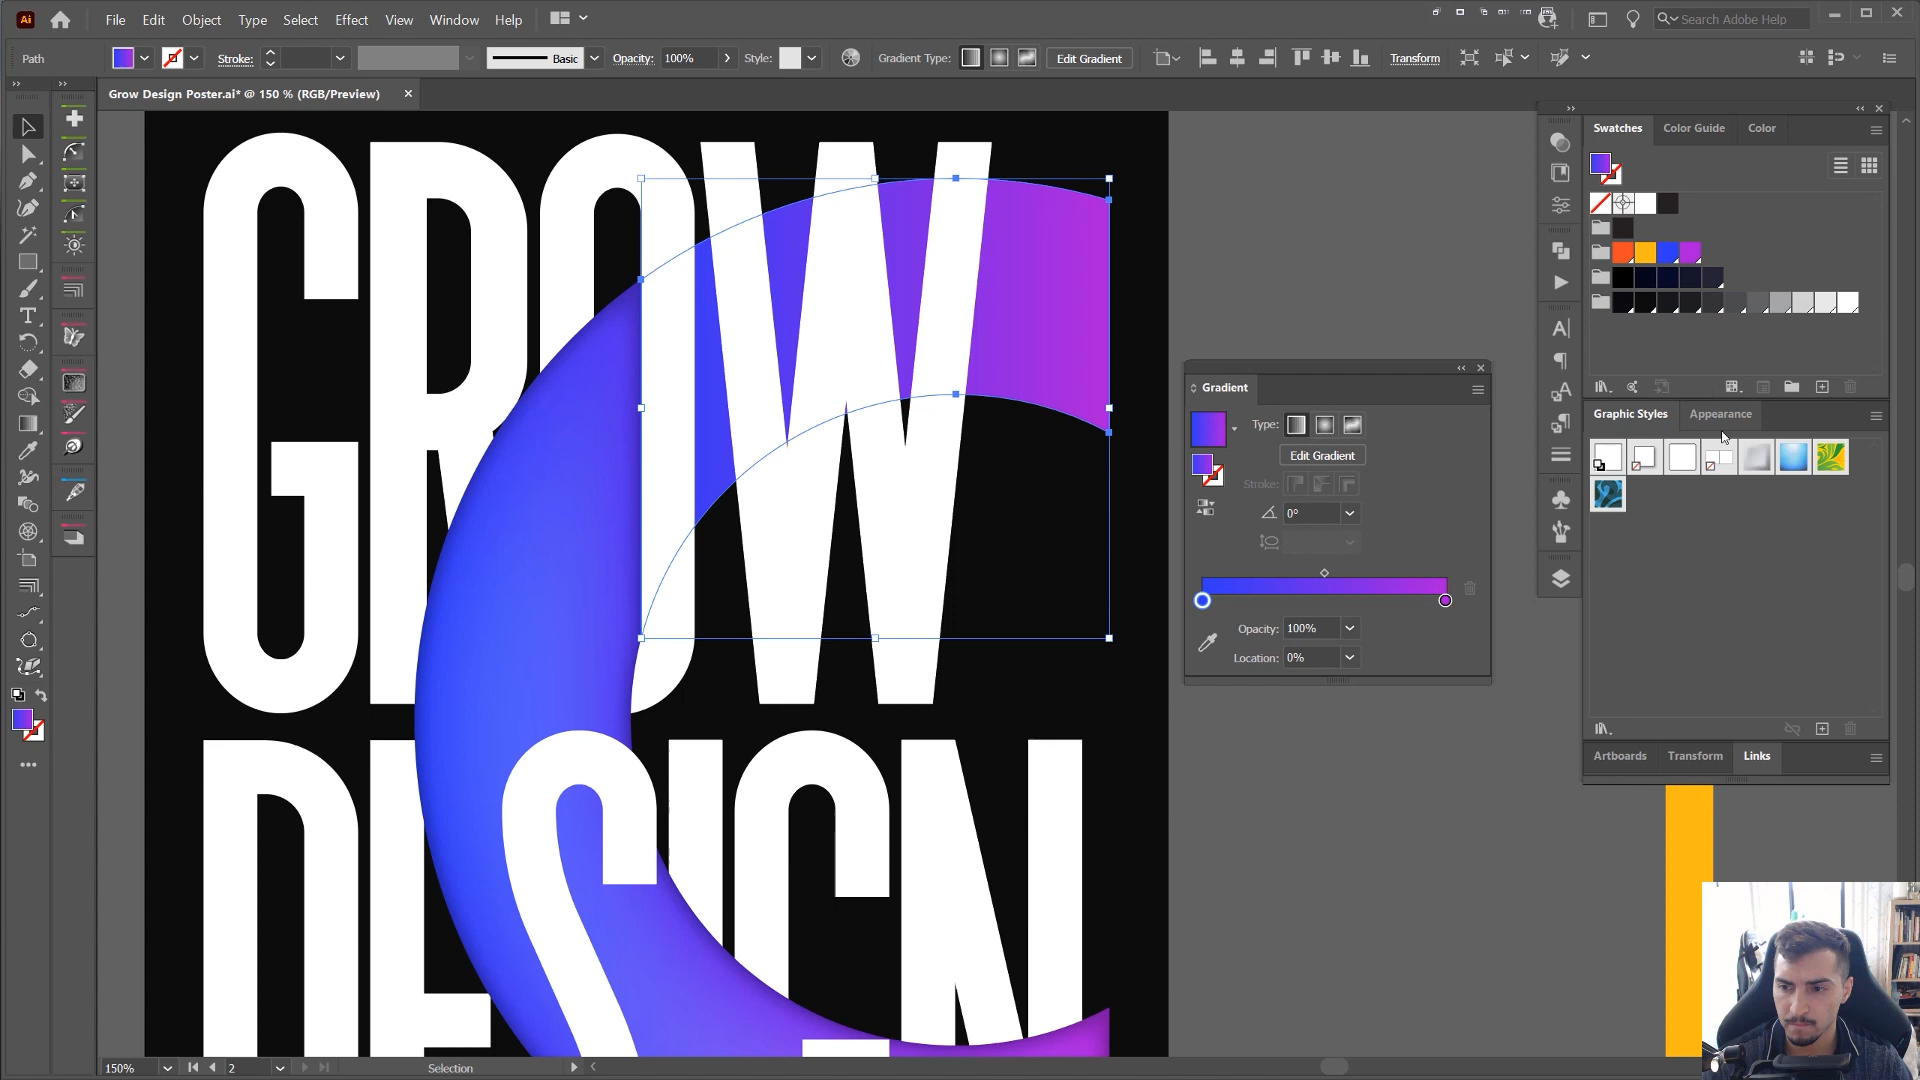 Ai File Edit Object Type Select Effect View Window Help Search Adobe Help
Path Stroke: Basic Opacity: 100% Style: Gradient Type: Edit Gradient Transform
Grow Design Poster.ai* @ 150 % (RGB/Preview)
GROW
DESIGN
Swatches Color Guide Color
Gradient
Type:
Edit Gradient
Stroke:
0°
Opacity: 100%
Location: 0%
Graphic Styles Appearance
Artboards Transform Links
150% 2 Selection